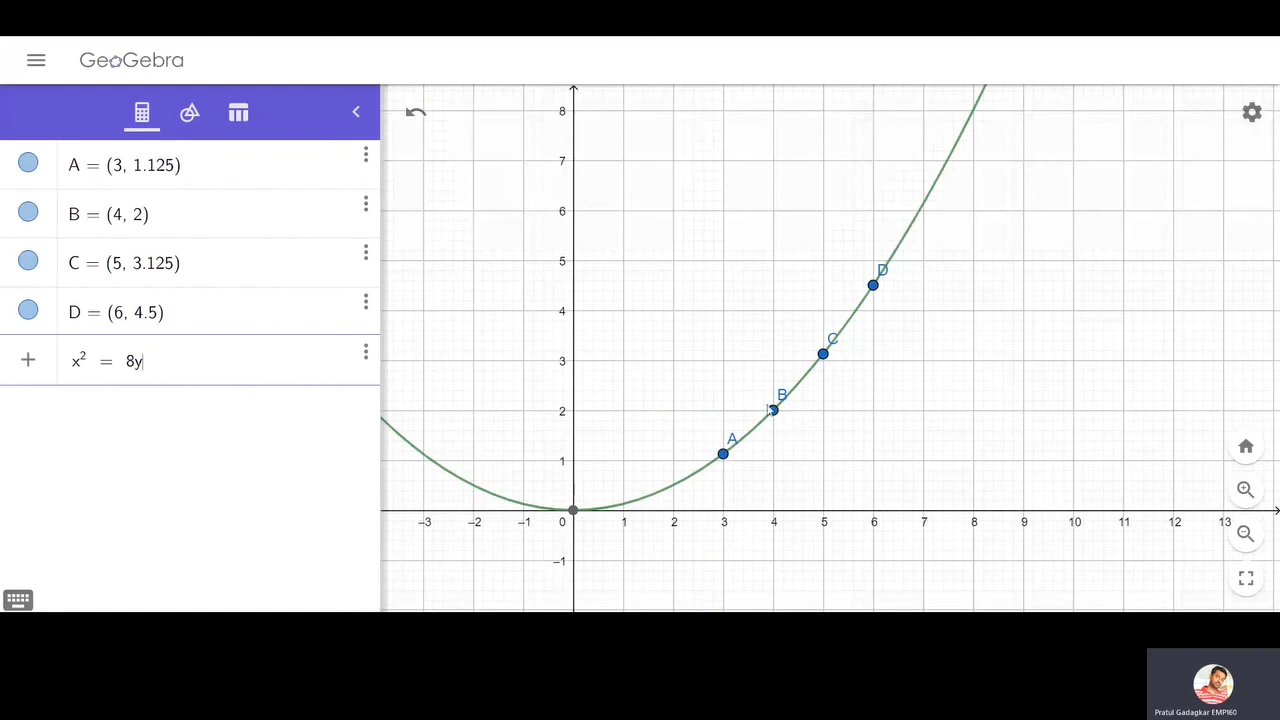 GeoGebra
A = (3, 1.125)
B = (4, 2)
C = (5, 3.125)
D = (6, 4.5)
x² = 8y
8
7
6
5
4
3
2
1
–1
–3 –2 –1 0 1 2 3 4 5 6 7 8 9 10 11 12 13
D
C
B
A
Pratul Gadagkar EMP160